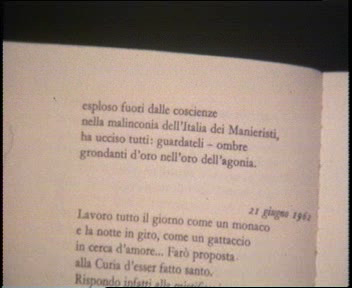 esploso fuori dalle coscienze
nella malinconia dell'Italia dei Manieristi,
ha ucciso tutti: guardateli – ombre
grondanti d'oro nell'oro dell'agonia.
21 giugno 1962
Lavoro tutto il giorno come un monaco
e la notte in giro, come un gattaccio
in cerca d'amore... Farò proposta
alla Curia d'esser fatto santo.
Rispondo infatti alla